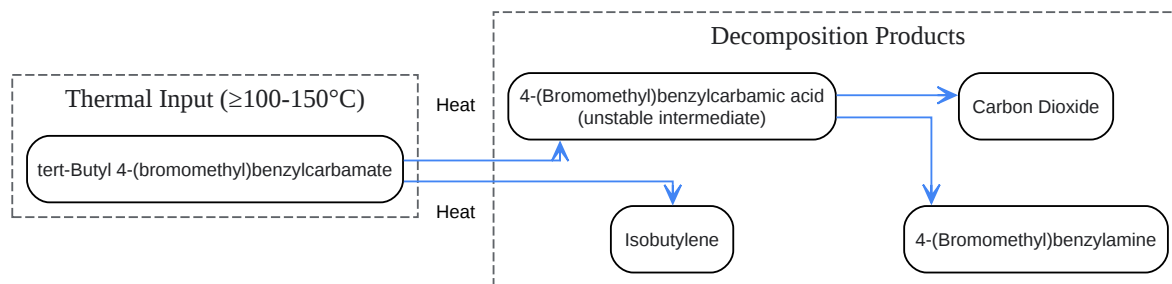 Decomposition Products
Thermal Input (≥100-150°C)
Heat
4-(Bromomethyl)benzylcarbamic acid
(unstable intermediate)
Carbon Dioxide
tert-Butyl 4-(bromomethyl)benzylcarbamate
Heat
Isobutylene
4-(Bromomethyl)benzylamine